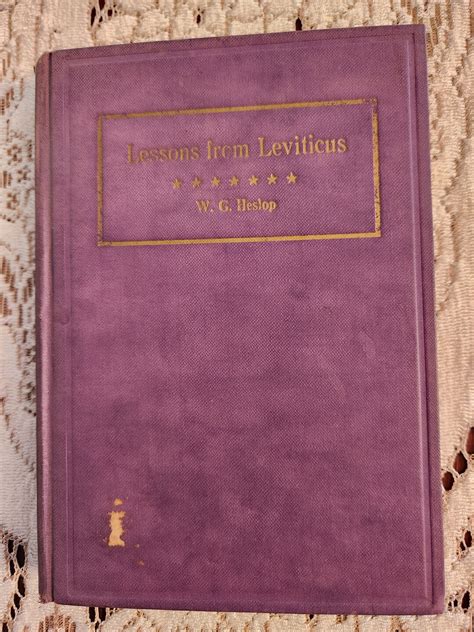 Lessons from Leviticus
★ ★ ★ ★ ★ ★ ★
W. G. Heslop